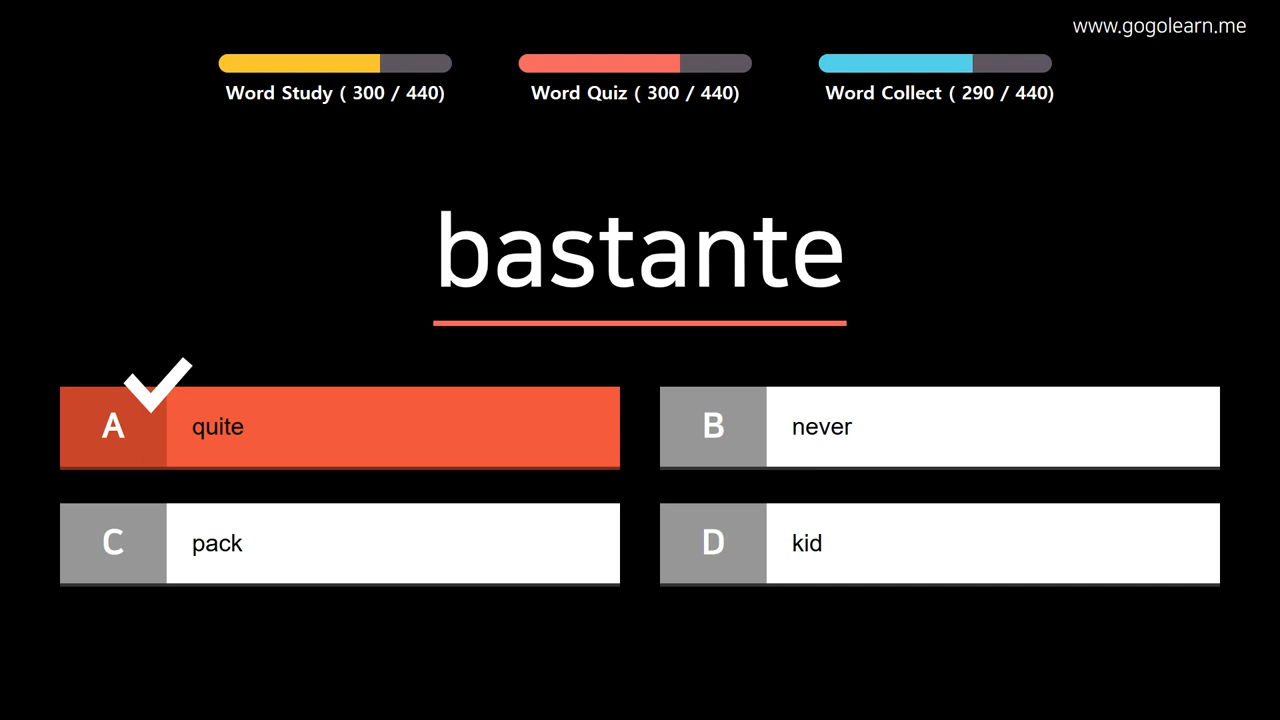 www.gogolearn.me
Word Study ( 300 / 440)
Word Quiz ( 300 / 440)
Word Collect ( 290 / 440)
bastante
A quite
B never
C pack
D kid